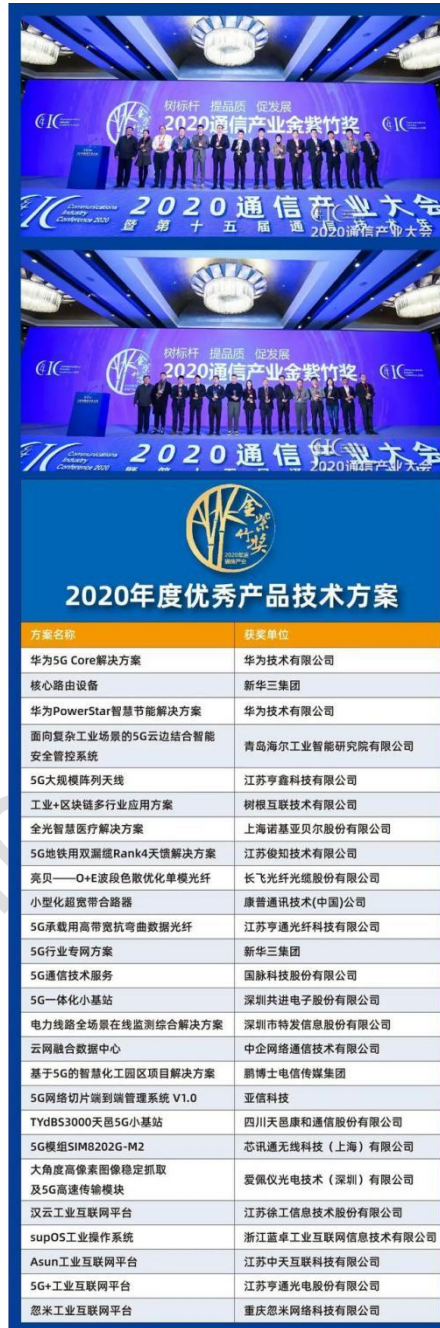 树标杆 提品质 促发展
2020通信产业金紫竹奖
Communications
Industry
Conference 2020
2020通信产业大会
暨第十五届通信技术年
2020通信产业大会
树标杆 提品质 促发展
2020通信产业金紫竹奖
Communications
Industry
Conference 2020
2020通信产业大会
2020通信产业大会
金紫竹奖
2020年度
通信产业
2020年度优秀产品技术方案
方案名称 获奖单位
华为5G Core解决方案 华为技术有限公司
核心路由设备 新华三集团
华为PowerStar智慧节能解决方案 华为技术有限公司
面向复杂工业场景的5G云边结合智能
安全管控系统 青岛海尔工业智能研究院有限公司
5G大规模阵列天线 江苏亨鑫科技有限公司
工业+区块链多行业应用方案 树根互联技术有限公司
全光智慧医疗解决方案 上海诺基亚贝尔股份有限公司
5G地铁用双漏缆Rank4天馈解决方案 江苏俊知技术有限公司
亮贝——O+E波段色散优化单模光纤 长飞光纤光缆股份有限公司
小型化超宽带合路器 康普通讯技术(中国)公司
5G承载用高带宽抗弯曲数据光纤 江苏亨通光纤科技有限公司
5G行业专网方案 新华三集团
5G通信技术服务 国脉科技股份有限公司
5G一体化小基站 深圳共进电子股份有限公司
电力线路全场景在线监测综合解决方案 深圳市特发信息股份有限公司
云网融合数据中心 中企网络通信技术有限公司
基于5G的智慧化工园区项目解决方案 鹏博士电信传媒集团
5G网络切片端到端管理系统 V1.0 亚信科技
TYdBS3000天邑5G小基站 四川天邑康和通信股份有限公司
5G模组SIM8202G-M2 芯讯通无线科技（上海）有限公司
大角度高像素图像稳定抓取
及5G高速传输模块 爱佩仪光电技术（深圳）有限公司
汉云工业互联网平台 江苏徐工信息技术股份有限公司
supOS工业操作系统 浙江蓝卓工业互联网信息技术有限公司
Asun工业互联网平台 江苏中天互联科技有限公司
5G+工业互联网平台 江苏亨通光电股份有限公司
忽米工业互联网平台 重庆忽米网络科技有限公司